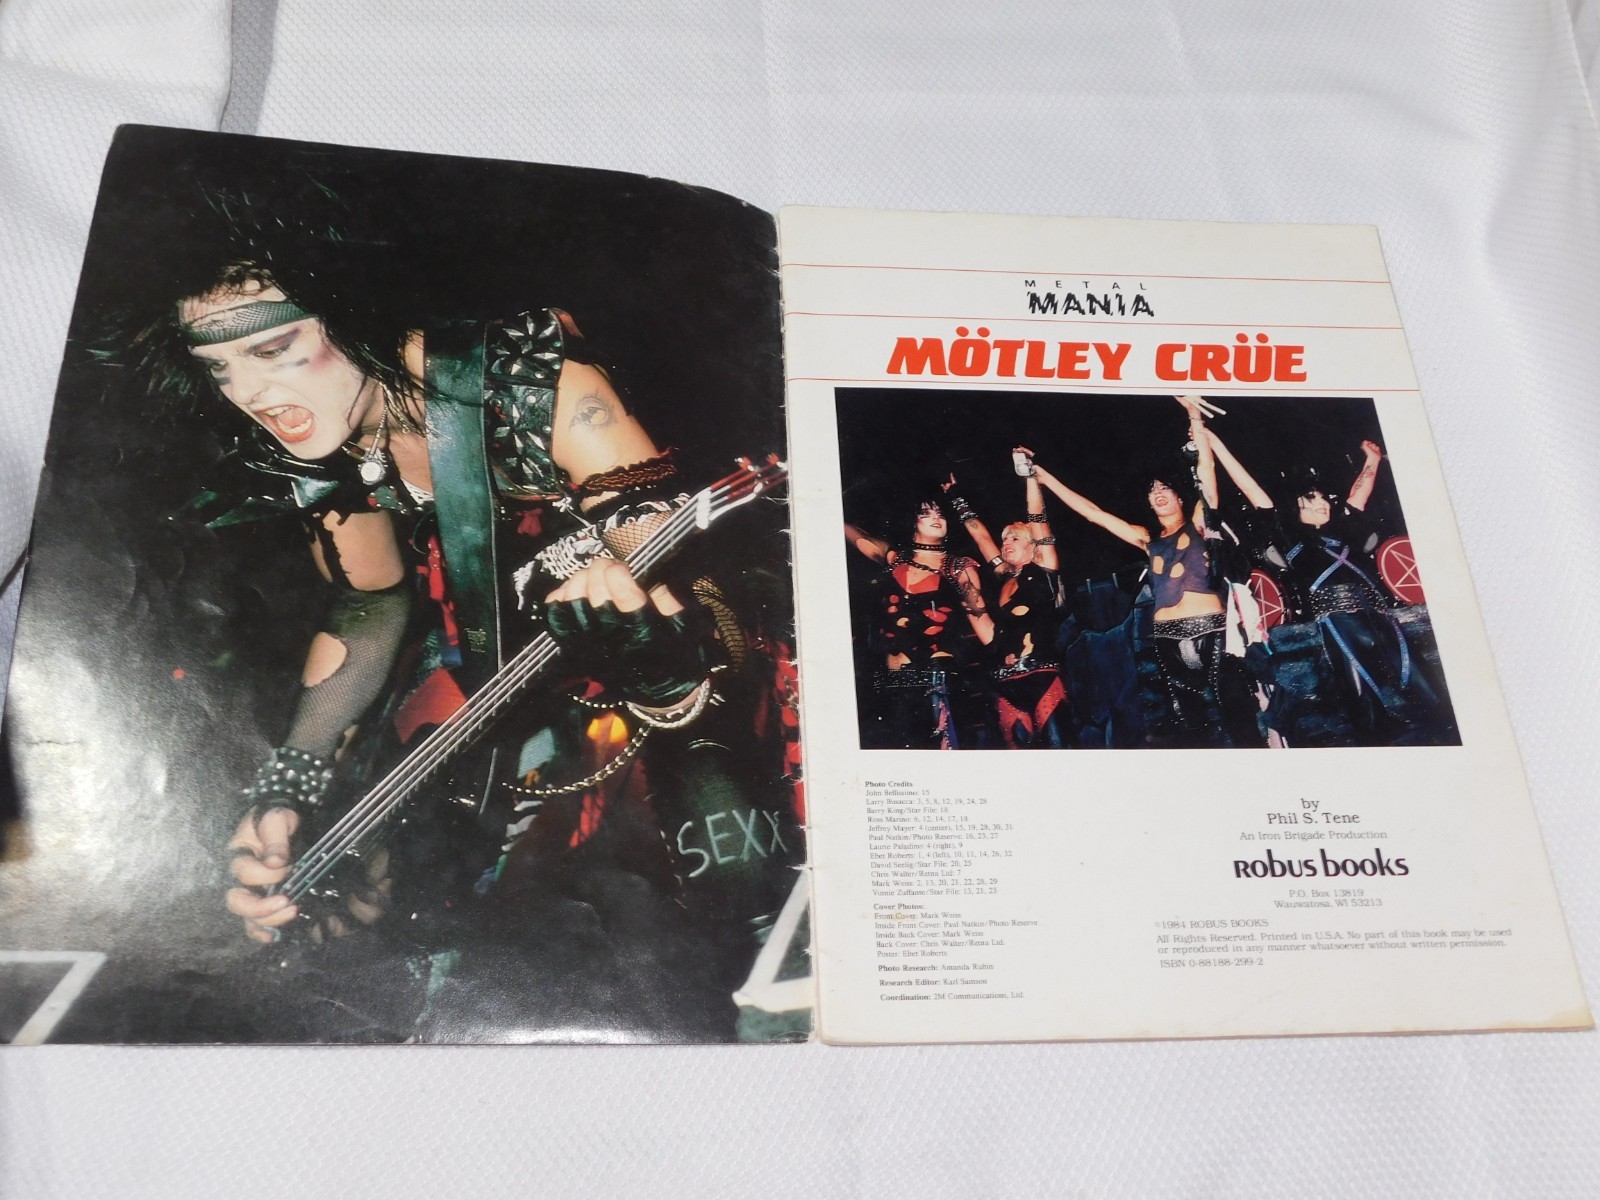 SEXX
METAL
MANIA
MÖTLEY CRÜE
Photo Credits
John Bellissimo: 15
Larry Busacca: 3, 5, 8, 12, 19, 24, 28
Barry King/Star File: 18
Ross Marino: 6, 12, 14, 17, 18
Jeffrey Mayer: 4 (center), 15, 19, 28, 30, 31
Paul Natkin/Photo Reserve: 16, 25, 27
Laurie Paladino: 4 (right), 9
Ebet Roberts: 1, 4 (left), 10, 11, 14, 26, 32
David Seelig/Star File: 20, 25
Chris Walter/Retna Ltd: 7
Mark Weiss: 2, 13, 20, 21, 22, 28, 29
Vinnie Zuffante/Star File: 13, 21, 23
Cover Photos:
Front Cover: Mark Weiss
Inside Front Cover: Paul Natkin/Photo Reserve
Inside Back Cover: Mark Weiss
Back Cover: Chris Walter/Retna Ltd.
Poster: Ebet Roberts
Photo Research: Amanda Rubin
Research Editor: Karl Samson
Coordination: 2M Communications, Ltd.
by
Phil S. Tene
An Iron Brigade Production
ROBUS BOOKS
P.O. Box 13819
Wauwatosa, WI 53213
©1984 ROBUS BOOKS
All Rights Reserved. Printed in U.S.A. No part of this book may be used
or reproduced in any manner whatsoever without written permission.
ISBN 0-88188-299-2